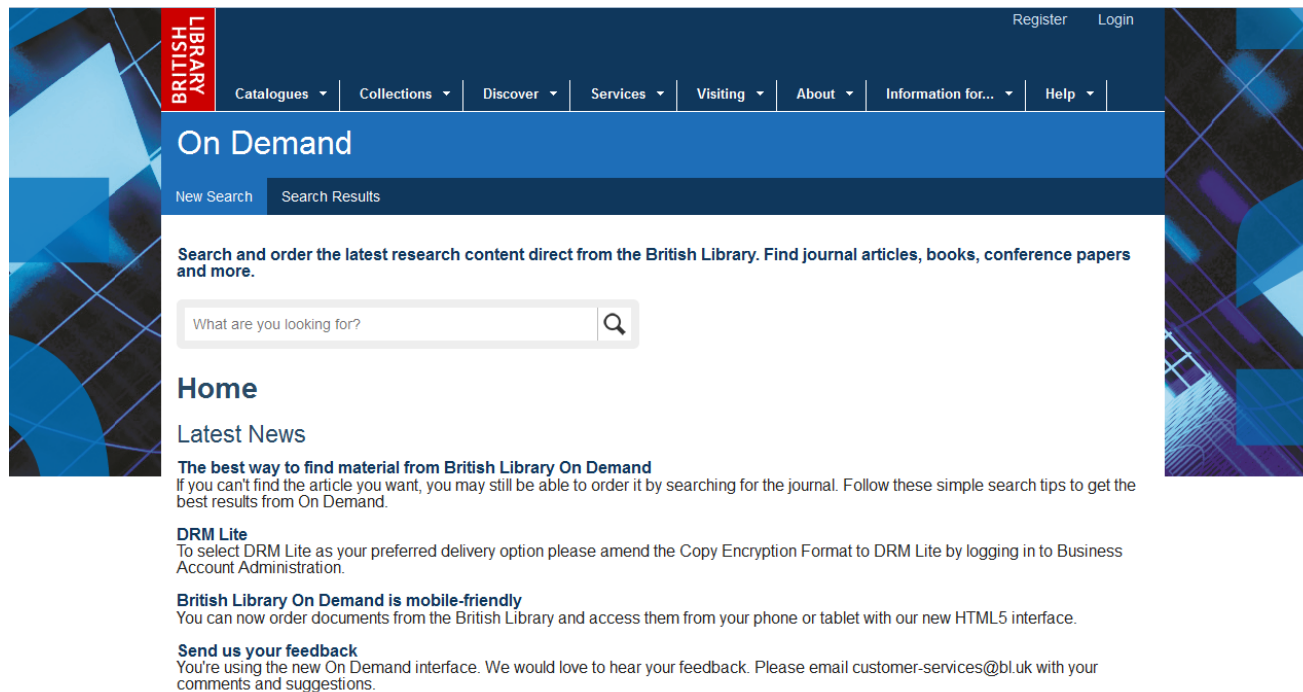 BRITISH
LIBRARY
Register Login
Catalogues Collections Discover Services Visiting About Information for... Help
On Demand
New Search Search Results
Search and order the latest research content direct from the British Library. Find journal articles, books, conference papers
and more.
What are you looking for?
Home
Latest News
The best way to find material from British Library On Demand
If you can't find the article you want, you may still be able to order it by searching for the journal. Follow these simple search tips to get the
best results from On Demand.
DRM Lite
To select DRM Lite as your preferred delivery option please amend the Copy Encryption Format to DRM Lite by logging in to Business
Account Administration.
British Library On Demand is mobile-friendly
You can now order documents from the British Library and access them from your phone or tablet with our new HTML5 interface.
Send us your feedback
You're using the new On Demand interface. We would love to hear your feedback. Please email customer-services@bl.uk with your
comments and suggestions.